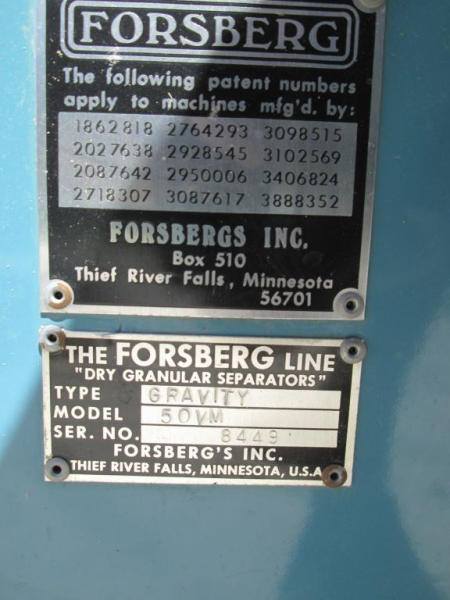 FORSBERG
The following patent numbers
apply to machines mfg'd. by:
1862818 2764293 3098515
2027638 2928545 3102569
2087642 2950006 3406824
2718307 3087617 3888352
FORSBERGS INC.
Box 510
Thief River Falls, Minnesota
56701
THE FORSBERG LINE
"DRY GRANULAR SEPARATORS"
TYPE GRAVITY
MODEL 50VM
SER. NO. 8449
FORSBERG'S INC.
THIEF RIVER FALLS, MINNESOTA, U.S.A.